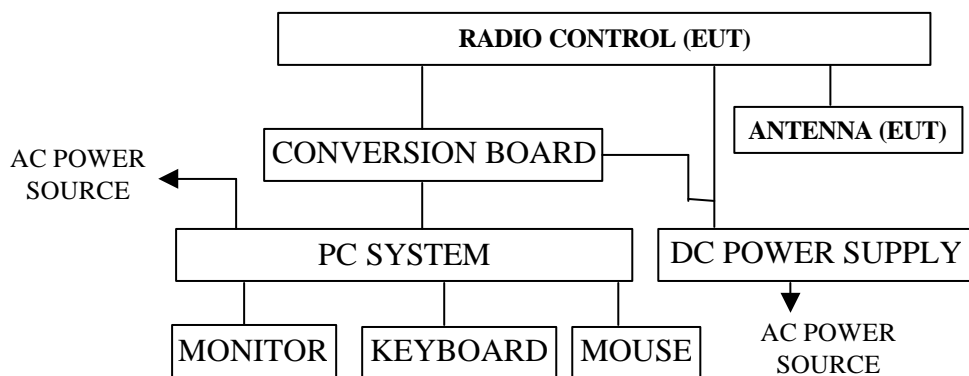 RADIO CONTROL (EUT)
ANTENNA (EUT)
CONVERSION BOARD
AC POWER
SOURCE
PC SYSTEM
DC POWER SUPPLY
MONITOR
KEYBOARD
MOUSE
AC POWER
SOURCE